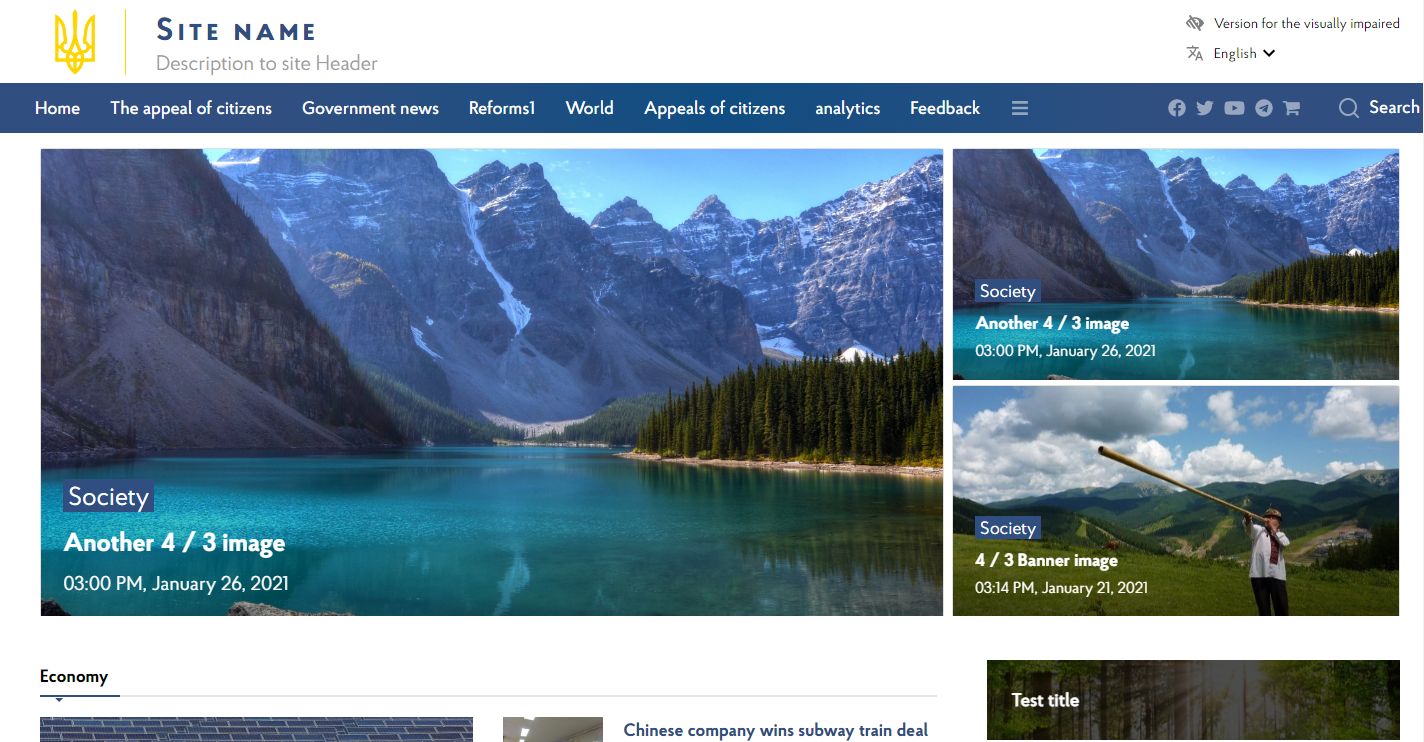 SITE NAME
Description to site Header
Version for the visually impaired
English
Home The appeal of citizens Government news Reforms1 World Appeals of citizens analytics Feedback Search
Society
Another 4 / 3 image
03:00 PM, January 26, 2021
Society
Another 4 / 3 image
03:00 PM, January 26, 2021
Society
4 / 3 Banner image
03:14 PM, January 21, 2021
Economy
Chinese company wins subway train deal
Test title